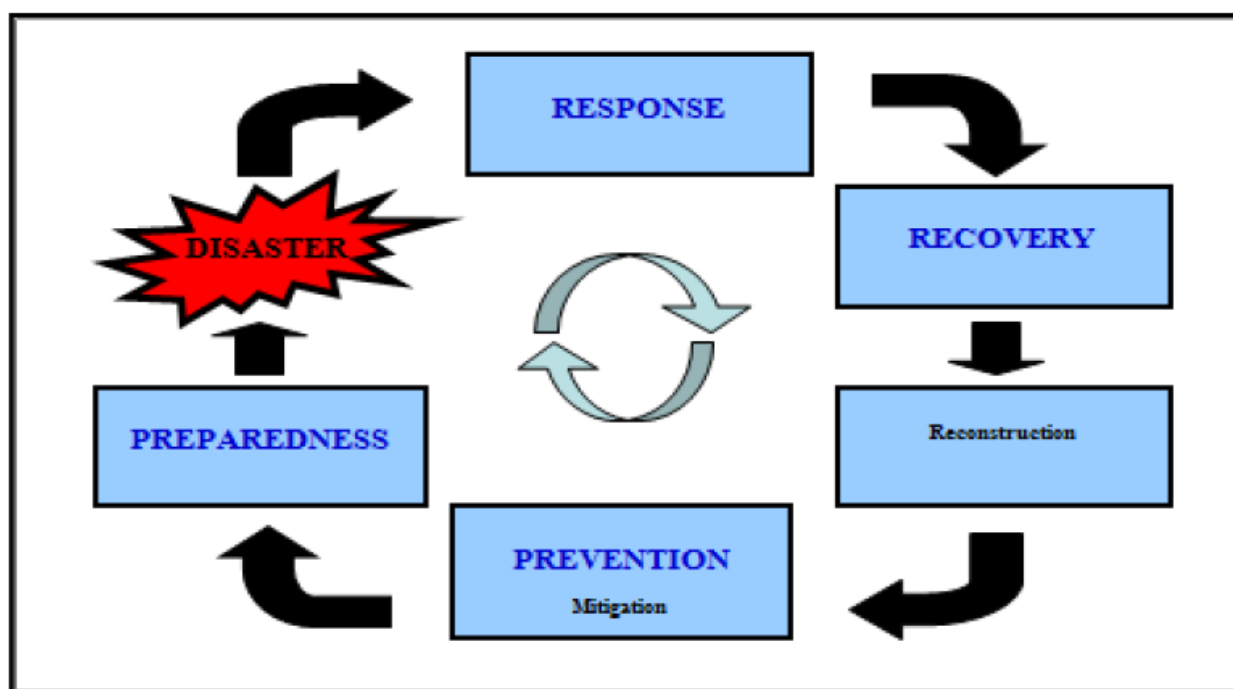 RESPONSE
RECOVERY
DISASTER
PREPAREDNESS
Reconstruction
PREVENTION
Mitigation